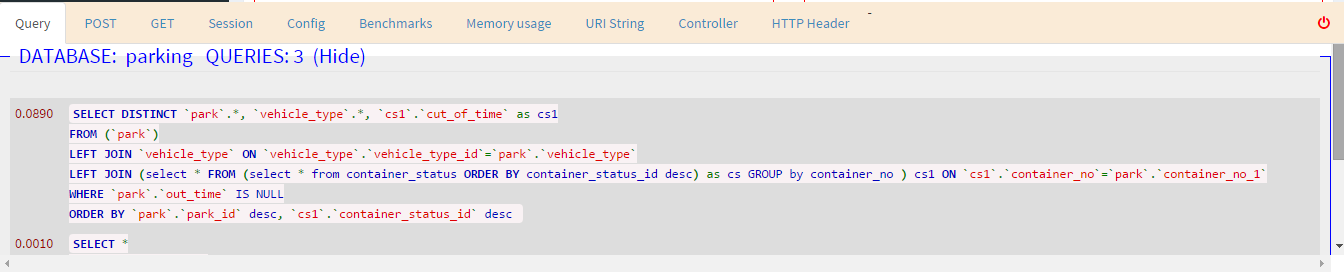 Query POST GET Session Config Benchmarks Memory usage URI String Controller HTTP Header
DATABASE: parking QUERIES: 3 (Hide)
0.0890 SELECT DISTINCT `park`.*, `vehicle_type`.*, `cs1`.`cut_of_time` as cs1
FROM (`park`)
LEFT JOIN `vehicle_type` ON `vehicle_type`.`vehicle_type_id`=`park`.`vehicle_type`
LEFT JOIN (select * FROM (select * from container_status ORDER BY container_status_id desc) as cs GROUP by container_no ) cs1 ON `cs1`.`container_no`=`park`.`container_no_1`
WHERE `park`.`out_time` IS NULL
ORDER BY `park`.`park_id` desc, `cs1`.`container_status_id` desc
0.0010 SELECT *